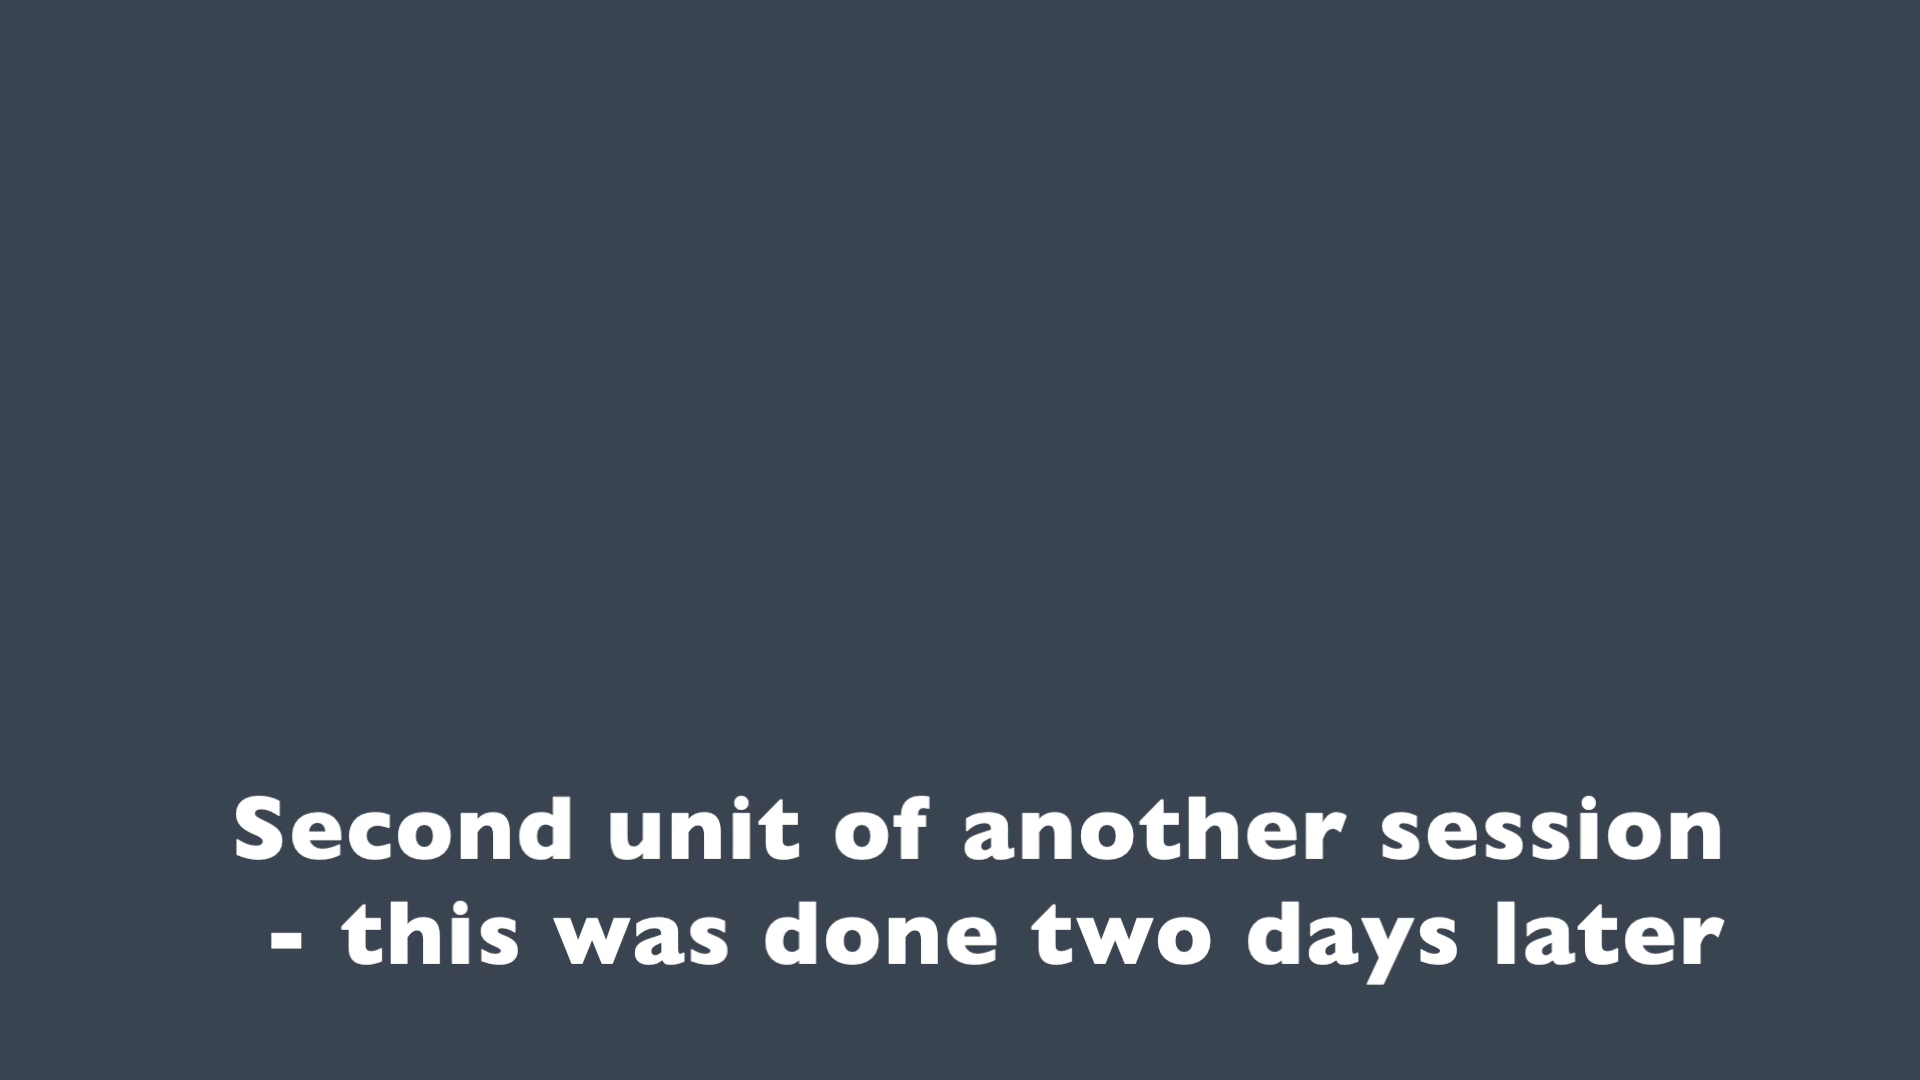 Second unit of another session
- this was done two days later